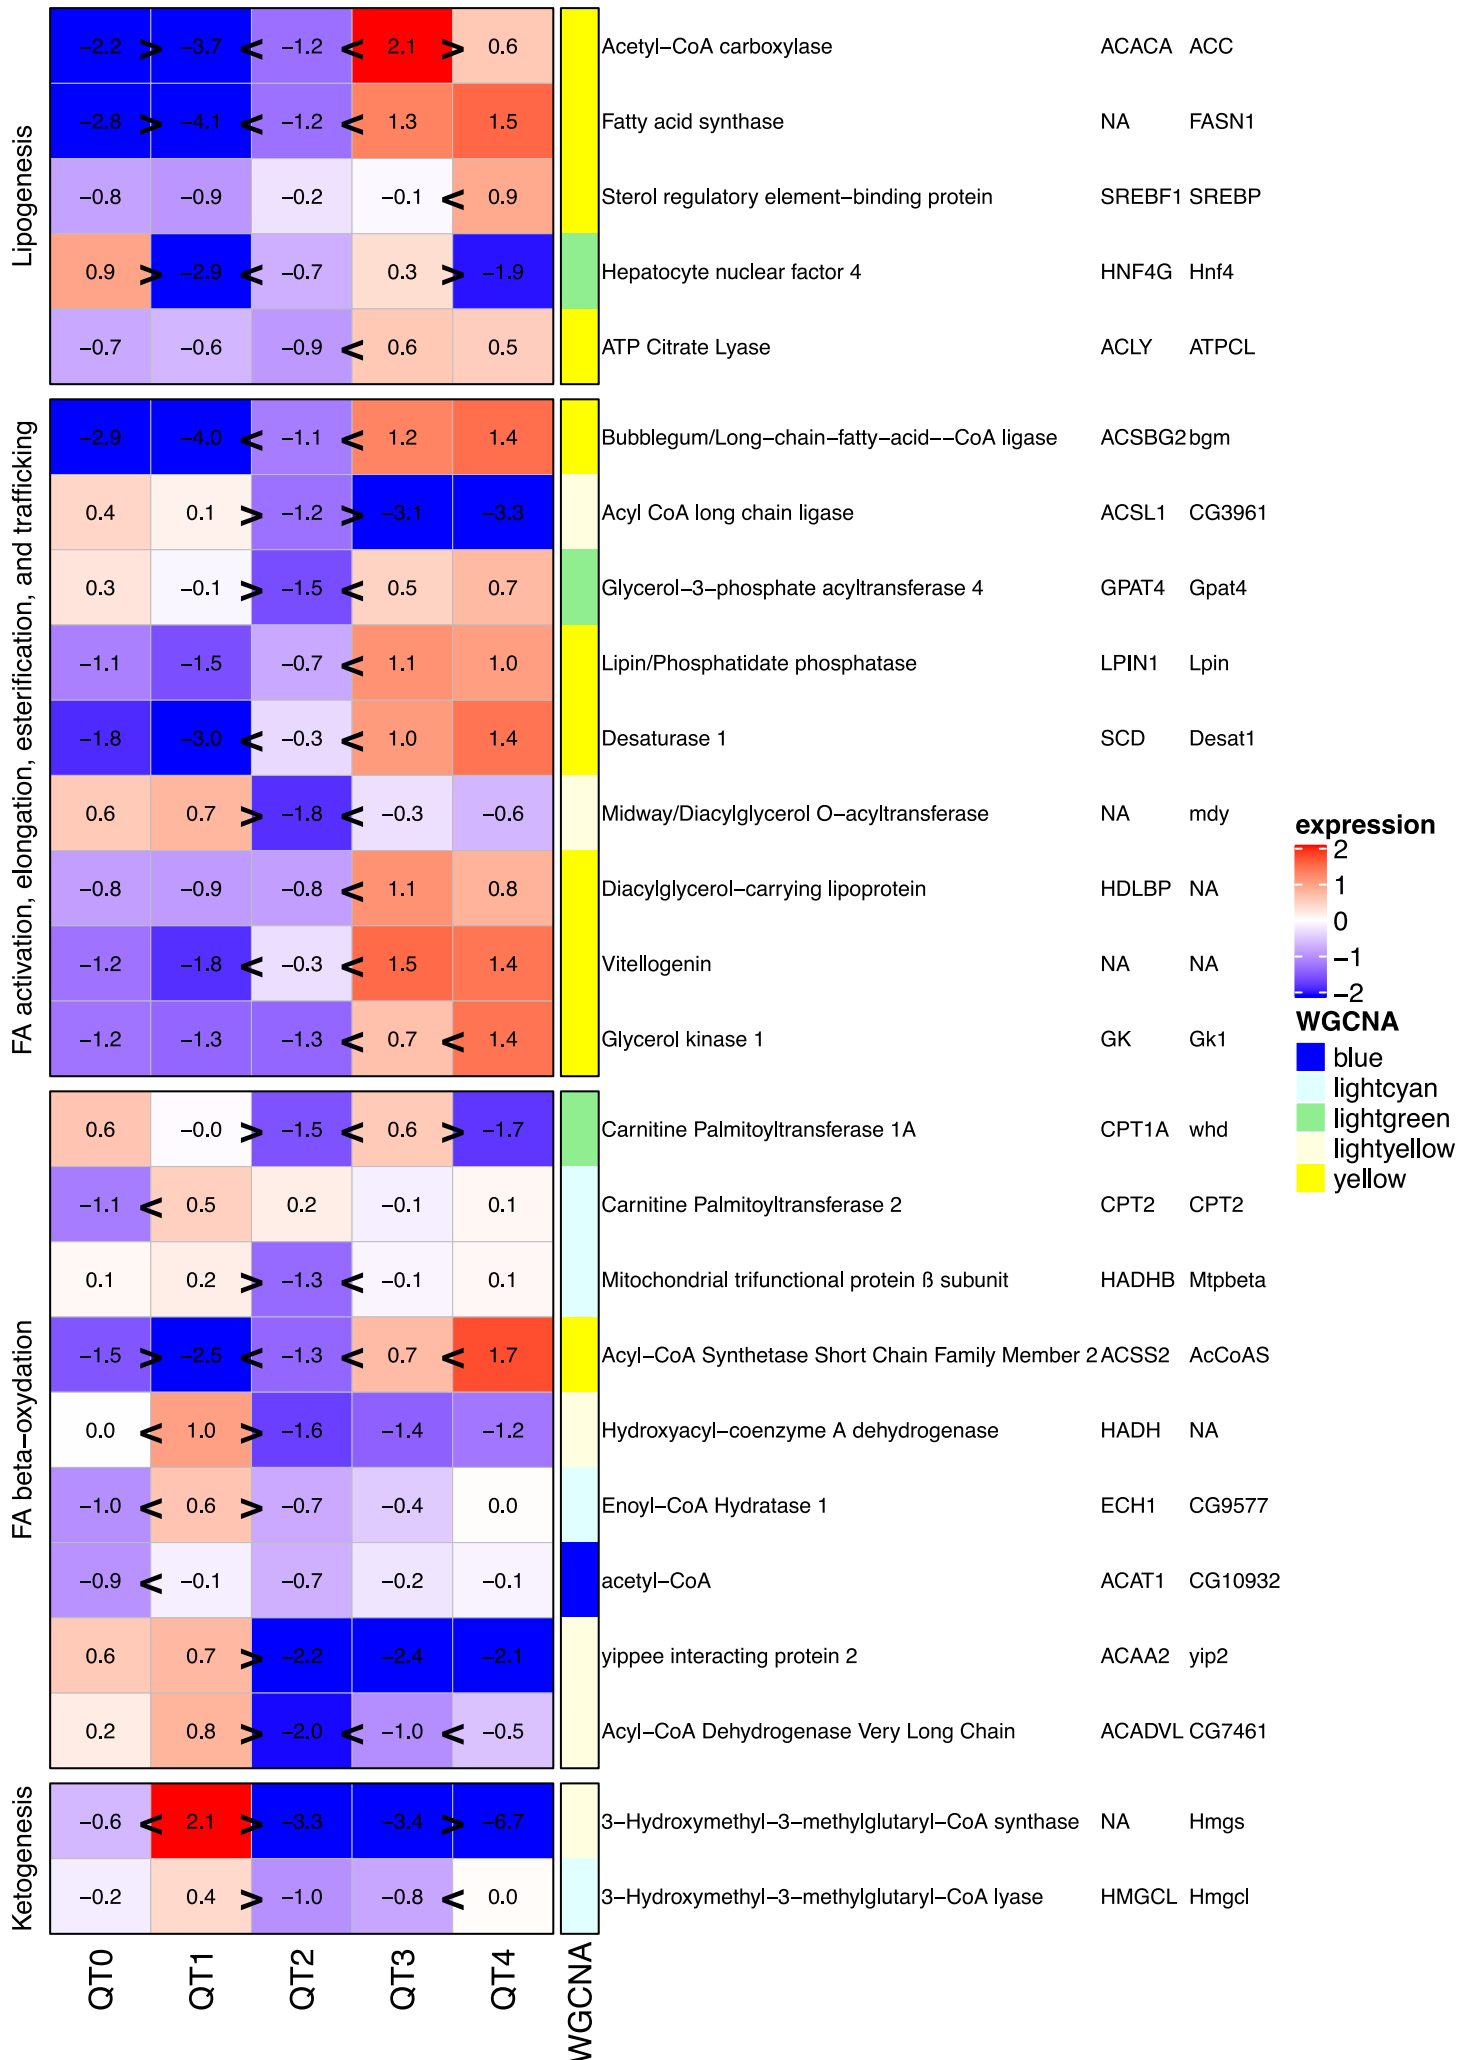 Lipogenesis
−2.2 > −3.7 < −1.2 < 2.1 > 0.6 Acetyl−CoA carboxylase ACACA ACC
−2.8 > −4.1 < −1.2 < 1.3 1.5 Fatty acid synthase NA FASN1
−0.8 −0.9 −0.2 −0.1 < 0.9 Sterol regulatory element−binding protein SREBF1 SREBP
0.9 > −2.9 < −0.7 0.3 > −1.9 Hepatocyte nuclear factor 4 HNF4G Hnf4
−0.7 −0.6 −0.9 < 0.6 0.5 ATP Citrate Lyase ACLY ATPCL
FA activation, elongation, esterification, and trafficking
−2.9 −4.0 < −1.1 < 1.2 1.4 Bubblegum/Long−chain−fatty−acid−−CoA ligase ACSBG2 bgm
0.4 0.1 > −1.2 > −3.1 −3.3 Acyl CoA long chain ligase ACSL1 CG3961
0.3 −0.1 > −1.5 < 0.5 0.7 Glycerol−3−phosphate acyltransferase 4 GPAT4 Gpat4
−1.1 −1.5 −0.7 < 1.1 1.0 Lipin/Phosphatidate phosphatase LPIN1 Lpin
−1.8 −3.0 < −0.3 < 1.0 1.4 Desaturase 1 SCD Desat1
0.6 0.7 > −1.8 < −0.3 −0.6 Midway/Diacylglycerol O−acyltransferase NA mdy
−0.8 −0.9 −0.8 < 1.1 0.8 Diacylglycerol−carrying lipoprotein HDLBP NA
−1.2 −1.8 < −0.3 < 1.5 1.4 Vitellogenin NA NA
−1.2 −1.3 −1.3 < 0.7 < 1.4 Glycerol kinase 1 GK Gk1
FA beta−oxydation
0.6 −0.0 > −1.5 < 0.6 > −1.7 Carnitine Palmitoyltransferase 1A CPT1A whd
−1.1 < 0.5 0.2 −0.1 0.1 Carnitine Palmitoyltransferase 2 CPT2 CPT2
0.1 0.2 > −1.3 < −0.1 0.1 Mitochondrial trifunctional protein ß subunit HADHB Mtpbeta
−1.5 > −2.5 < −1.3 < 0.7 < 1.7 Acyl−CoA Synthetase Short Chain Family Member 2 ACSS2 AcCoAS
0.0 < 1.0 > −1.6 −1.4 −1.2 Hydroxyacyl−coenzyme A dehydrogenase HADH NA
−1.0 < 0.6 > −0.7 −0.4 0.0 Enoyl−CoA Hydratase 1 ECH1 CG9577
−0.9 < −0.1 −0.7 −0.2 −0.1 acetyl−CoA ACAT1 CG10932
0.6 0.7 > −2.2 −2.4 −2.1 yippee interacting protein 2 ACAA2 yip2
0.2 0.8 > −2.0 < −1.0 < −0.5 Acyl−CoA Dehydrogenase Very Long Chain ACADVL CG7461
Ketogenesis
−0.6 < 2.1 > −3.3 −3.4 > −6.7 3−Hydroxymethyl−3−methylglutaryl−CoA synthase NA Hmgs
−0.2 0.4 > −1.0 −0.8 < 0.0 3−Hydroxymethyl−3−methylglutaryl−CoA lyase HMGCL Hmgcl
QT0 QT1 QT2 QT3 QT4 WGCNA
expression
2
1
0
−1
−2
WGCNA
blue
lightcyan
lightgreen
lightyellow
yellow